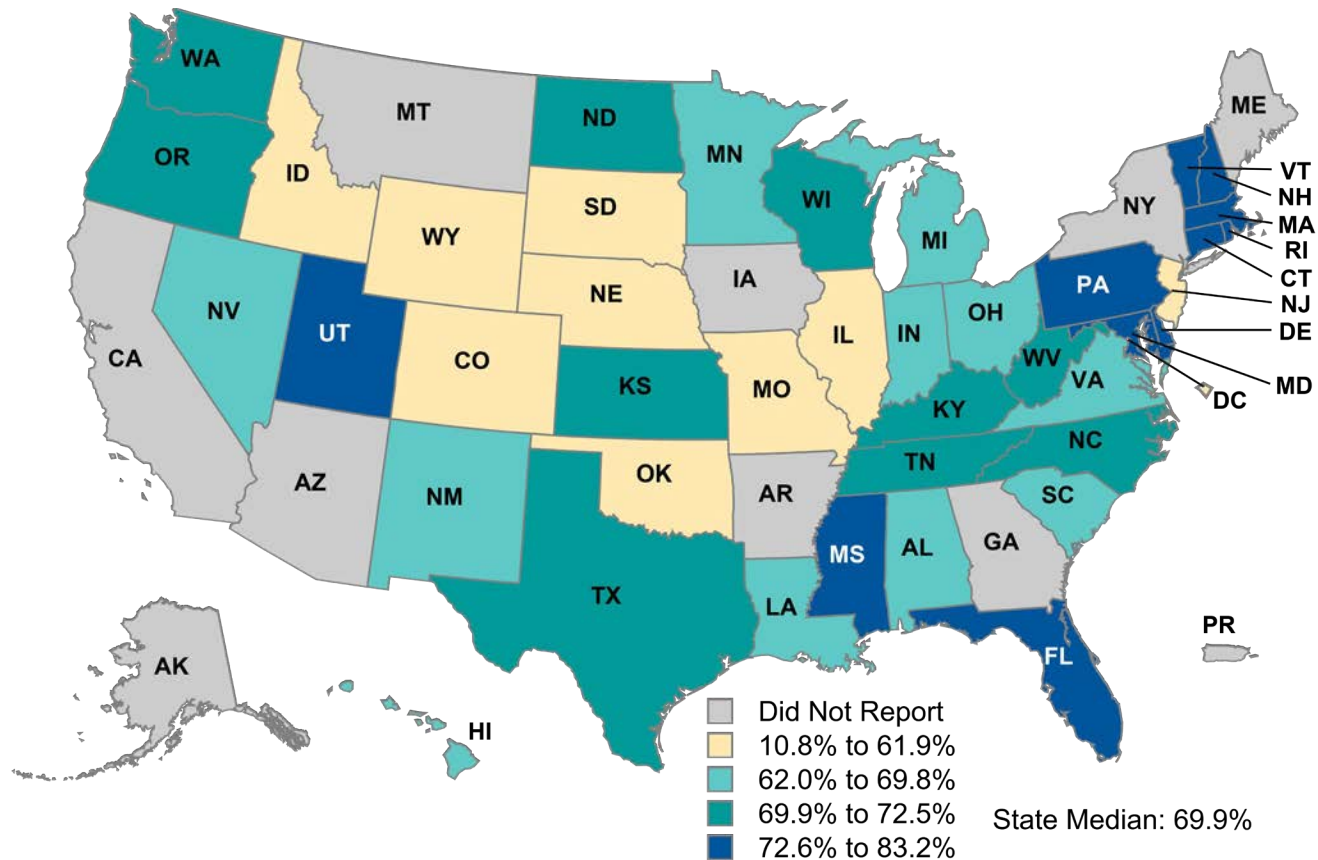 WA
MT
ND
ME
OR
MN
ID
VT
SD
WI
NH
NY
MA
WY
MI
RI
IA
CT
NE
PA
NJ
NV
OH
DE
UT
IL
IN
CA
CO
WV
MD
KS
MO
VA
DC
KY
NC
TN
OK
AZ
NM
AR
SC
GA
MS
AL
TX
LA
PR
FL
AK
HI
Did Not Report
10.8% to 61.9%
62.0% to 69.8%
69.9% to 72.5%
72.6% to 83.2%
State Median: 69.9%